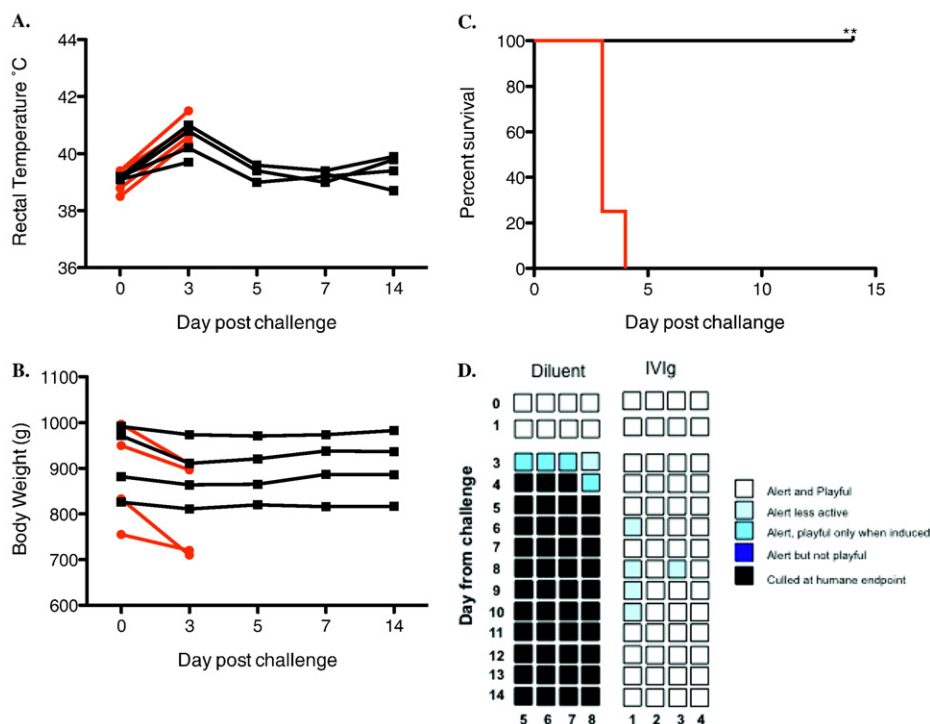 A.
44
42
40
38
36
Rectal Temperature °C
0 3 5 7 14
Day post challenge
B.
1100
1000
900
800
700
600
Body Weight (g)
0 3 5 7 14
Day post challenge
C.
**
100
80
60
40
20
0
Percent survival
0 5 10 15
Day post challange
D.
Diluent IVIg
Day from challenge
0
1
3
4
5
6
7
8
9
10
11
12
13
14
5 6 7 8 1 2 3 4
Alert and Playful
Alert less active
Alert, playful only when induced
Alert but not playful
Culled at humane endpoint